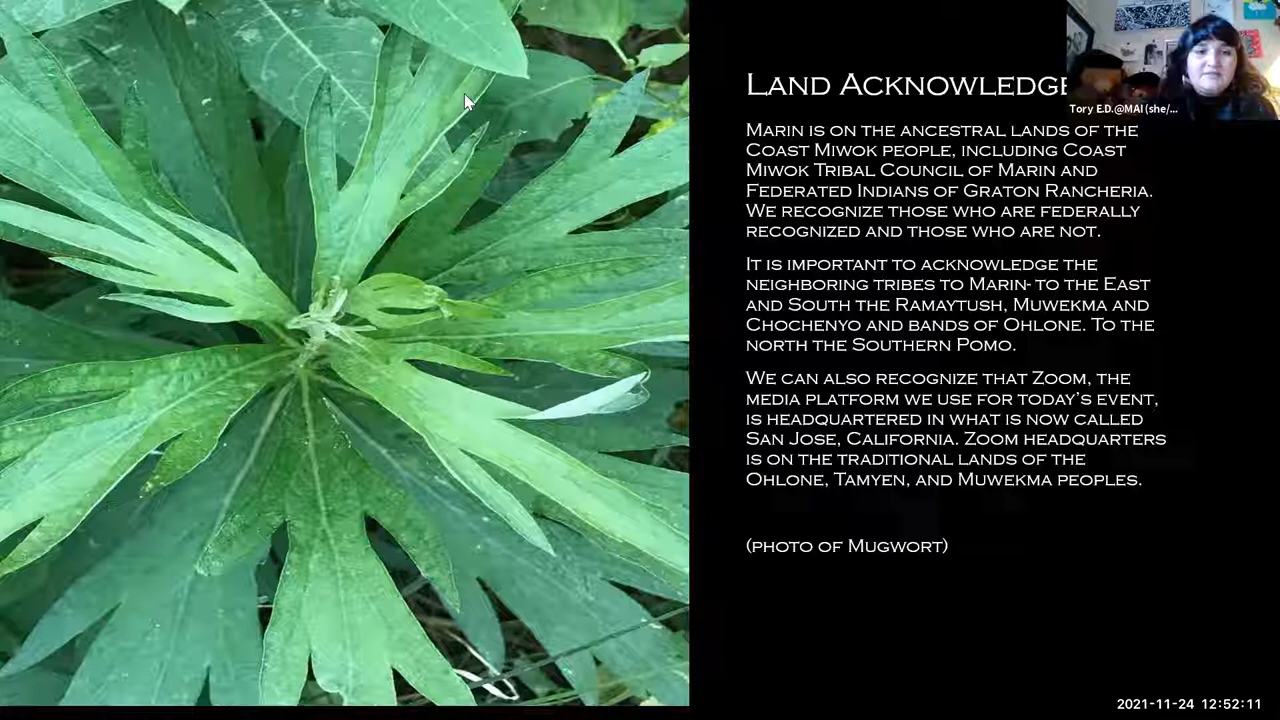 LAND ACKNOWLEDGE
Tory E.D.@MAI (she/...
MARIN IS ON THE ANCESTRAL LANDS OF THE
COAST MIWOK PEOPLE, INCLUDING COAST
MIWOK TRIBAL COUNCIL OF MARIN AND
FEDERATED INDIANS OF GRATON RANCHERIA.
WE RECOGNIZE THOSE WHO ARE FEDERALLY
RECOGNIZED AND THOSE WHO ARE NOT.
IT IS IMPORTANT TO ACKNOWLEDGE THE
NEIGHBORING TRIBES TO MARIN- TO THE EAST
AND SOUTH THE RAMAYTUSH, MUWEKMA AND
CHOCHENYO AND BANDS OF OHLONE. TO THE
NORTH THE SOUTHERN POMO.
WE CAN ALSO RECOGNIZE THAT ZOOM, THE
MEDIA PLATFORM WE USE FOR TODAY'S EVENT,
IS HEADQUARTERED IN WHAT IS NOW CALLED
SAN JOSE, CALIFORNIA. ZOOM HEADQUARTERS
IS ON THE TRADITIONAL LANDS OF THE
OHLONE, TAMYEN, AND MUWEKMA PEOPLES.
(PHOTO OF MUGWORT)
2021-11-24 12:52:11